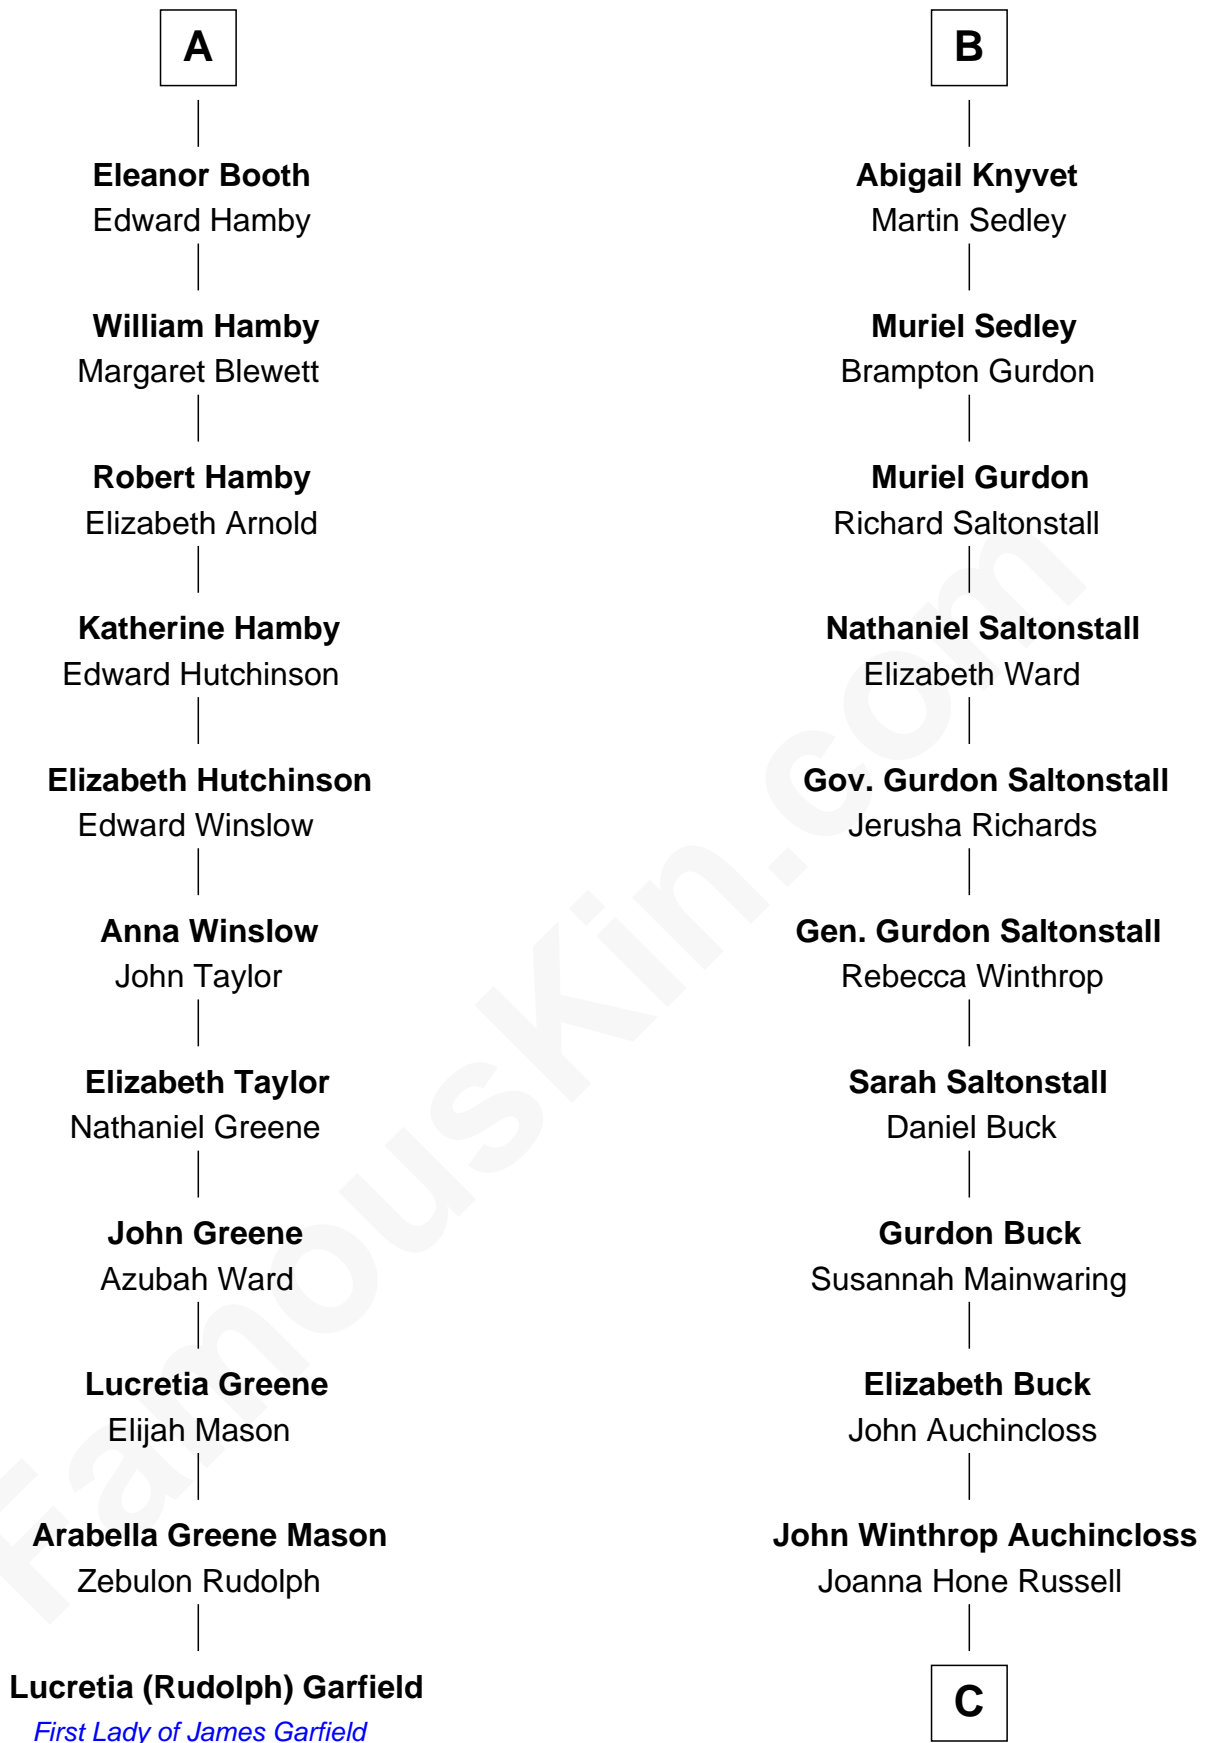 A
Eleanor Booth
Edward Hamby
William Hamby
Margaret Blewett
Robert Hamby
Elizabeth Arnold
Katherine Hamby
Edward Hutchinson
Elizabeth Hutchinson
Edward Winslow
Anna Winslow
John Taylor
Elizabeth Taylor
Nathaniel Greene
John Greene
Azubah Ward
Lucretia Greene
Elijah Mason
Arabella Greene Mason
Zebulon Rudolph
Lucretia (Rudolph) Garfield
First Lady of James Garfield
B
Abigail Knyvet
Martin Sedley
Muriel Sedley
Brampton Gurdon
Muriel Gurdon
Richard Saltonstall
Nathaniel Saltonstall
Elizabeth Ward
Gov. Gurdon Saltonstall
Jerusha Richards
Gen. Gurdon Saltonstall
Rebecca Winthrop
Sarah Saltonstall
Daniel Buck
Gurdon Buck
Susannah Mainwaring
Elizabeth Buck
John Auchincloss
John Winthrop Auchincloss
Joanna Hone Russell
C
FamousKin.com